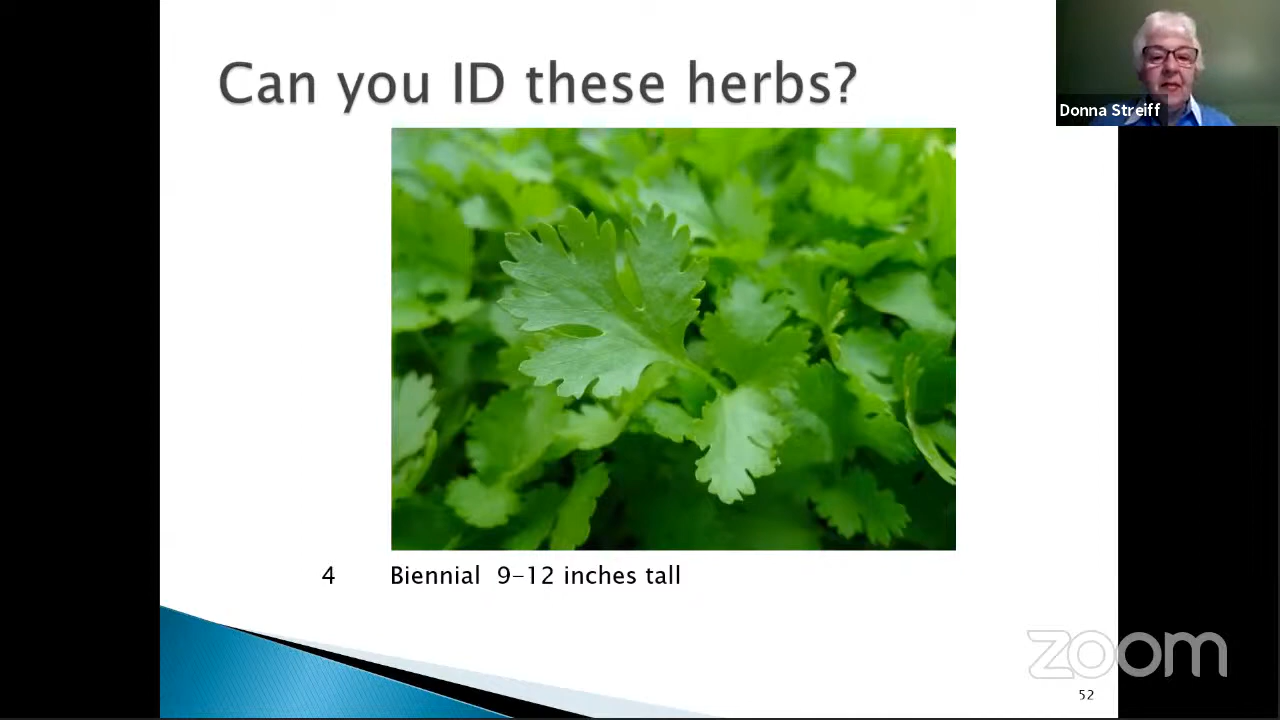 Can you ID these herbs?
Donna Streiff
4 Biennial 9-12 inches tall
zoom
52